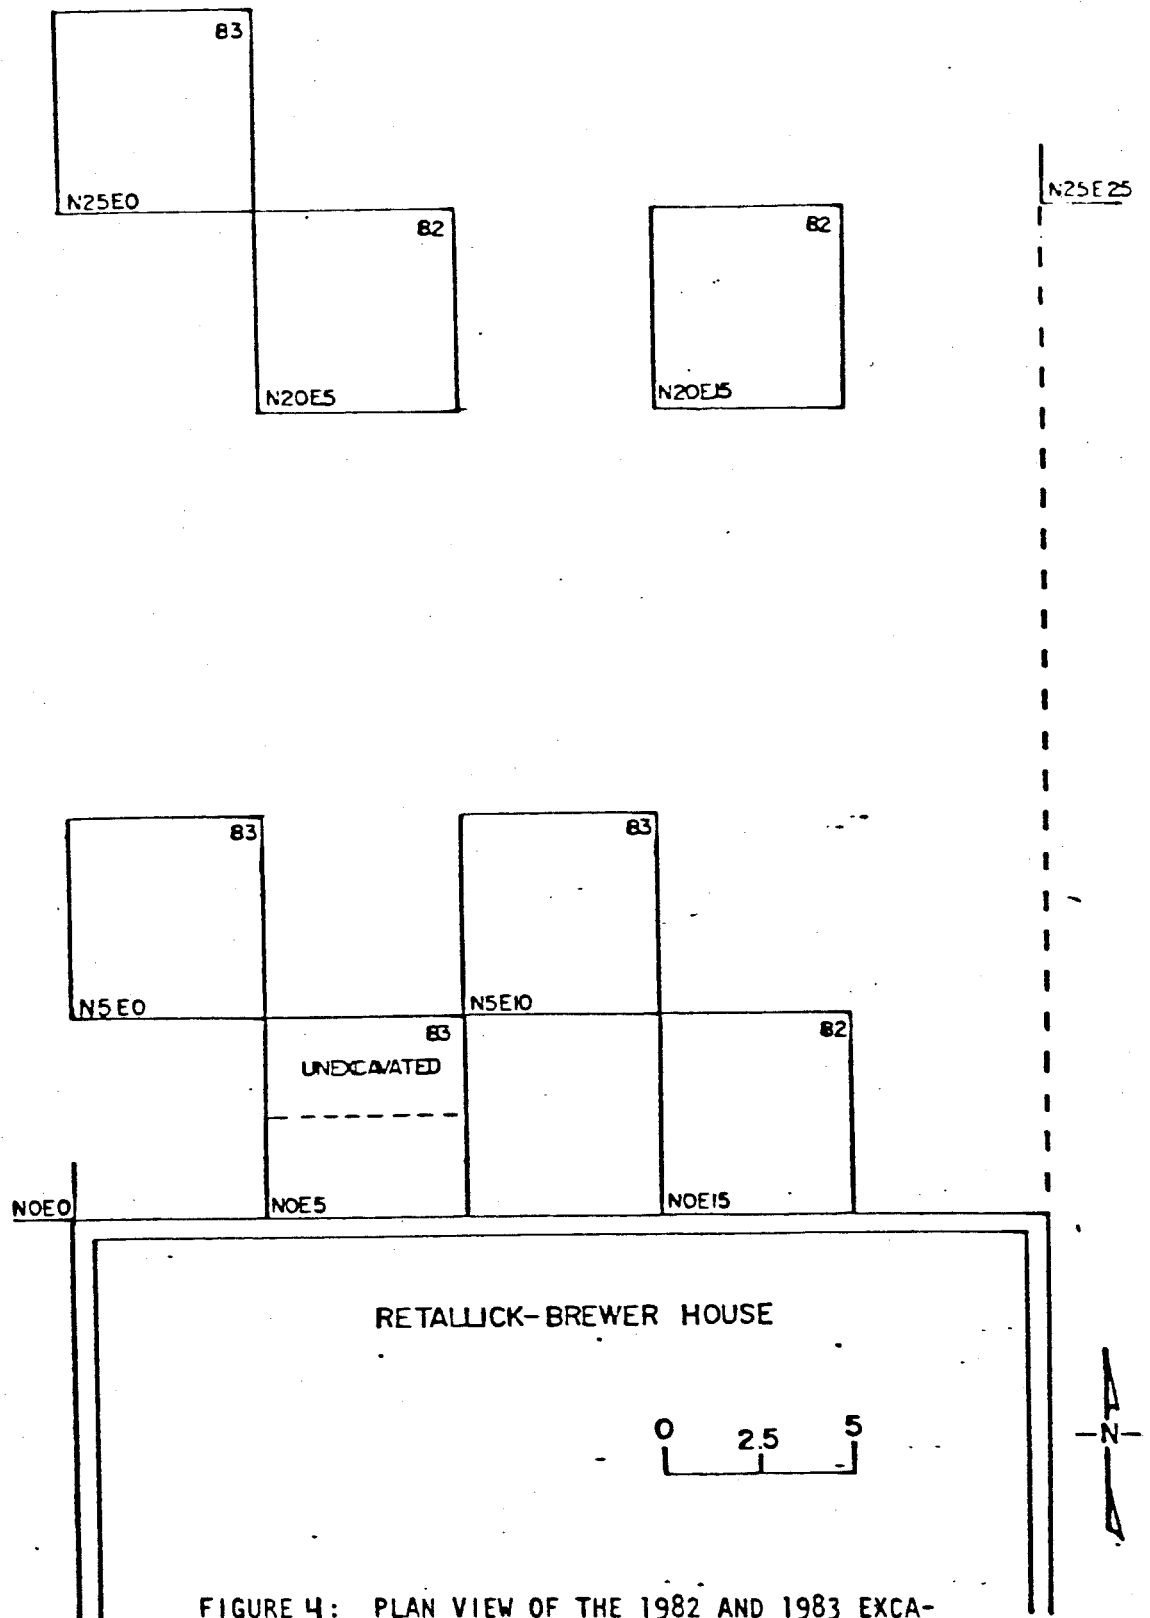 83
N25E25
N25E0
82
82
N20E5
N20E15
83
83
N5E0
N5E10
83
82
UNEXCAVATED
N0E0
N0E5
N0E15
RETALLICK-BREWER HOUSE
0 2.5 5
-N-
FIGURE 4: PLAN VIEW OF THE 1982 AND 1983 EXCA-